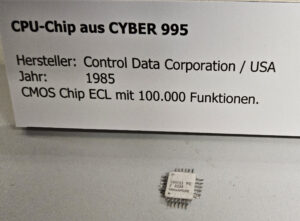 CPU-Chip aus CYBER 995
Hersteller: Control Data Corporation / USA
Jahr: 1985
CMOS Chip ECL mit 100.000 Funktionen.